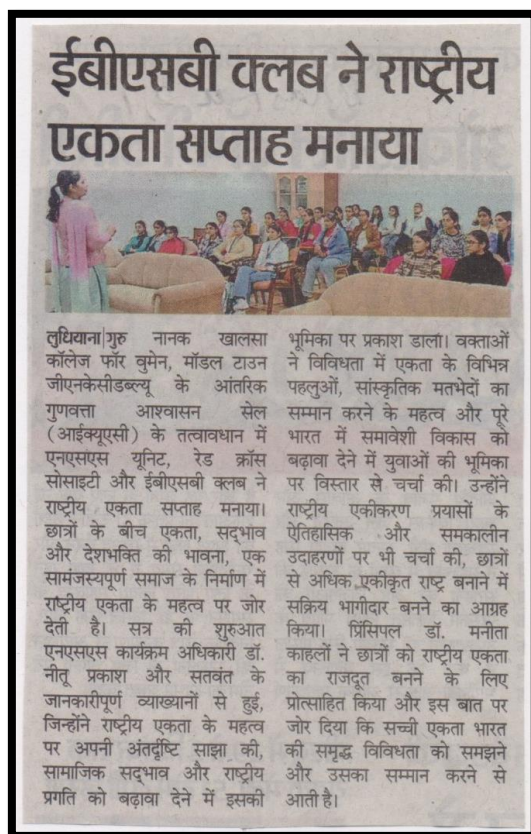 ईबीएसबी क्लब ने राष्ट्रीय
एकता सप्ताह मनाया
लुधियाना|गुरु नानक खालसा
कॉलेज फॉर वुमेन, मॉडल टाउन
जीएनकेसीडब्ल्यू के आंतरिक
गुणवत्ता आश्वासन सेल
(आईक्यूएसी) के तत्वावधान में
एनएसएस यूनिट, रेड क्रॉस
सोसाइटी और ईबीएसबी क्लब ने
राष्ट्रीय एकता सप्ताह मनाया।
छात्रों के बीच एकता, सद्भाव
और देशभक्ति की भावना, एक
सामंजस्यपूर्ण समाज के निर्माण में
राष्ट्रीय एकता के महत्व पर जोर
देती है। सत्र की शुरुआत
एनएसएस कार्यक्रम अधिकारी डॉ.
नीतू प्रकाश और सतवंत के
जानकारीपूर्ण व्याख्यानों से हुई,
जिन्होंने राष्ट्रीय एकता के महत्व
पर अपनी अंतर्दृष्टि साझा की,
सामाजिक सद्भाव और राष्ट्रीय
प्रगति को बढ़ावा देने में इसकी
भूमिका पर प्रकाश डाला। वक्ताओं
ने विविधता में एकता के विभिन्न
पहलुओं, सांस्कृतिक मतभेदों का
सम्मान करने के महत्व और पूरे
भारत में समावेशी विकास को
बढ़ावा देने में युवाओं की भूमिका
पर विस्तार से चर्चा की। उन्होंने
राष्ट्रीय एकीकरण प्रयासों के
ऐतिहासिक और समकालीन
उदाहरणों पर भी चर्चा की, छात्रों
से अधिक एकीकृत राष्ट्र बनाने में
सक्रिय भागीदार बनने का आग्रह
किया। प्रिंसिपल डॉ. मनीता
काहलों ने छात्रों को राष्ट्रीय एकता
का राजदूत बनने के लिए
प्रोत्साहित किया और इस बात पर
जोर दिया कि सच्ची एकता भारत
की समृद्ध विविधता को समझने
और उसका सम्मान करने से
आती है।